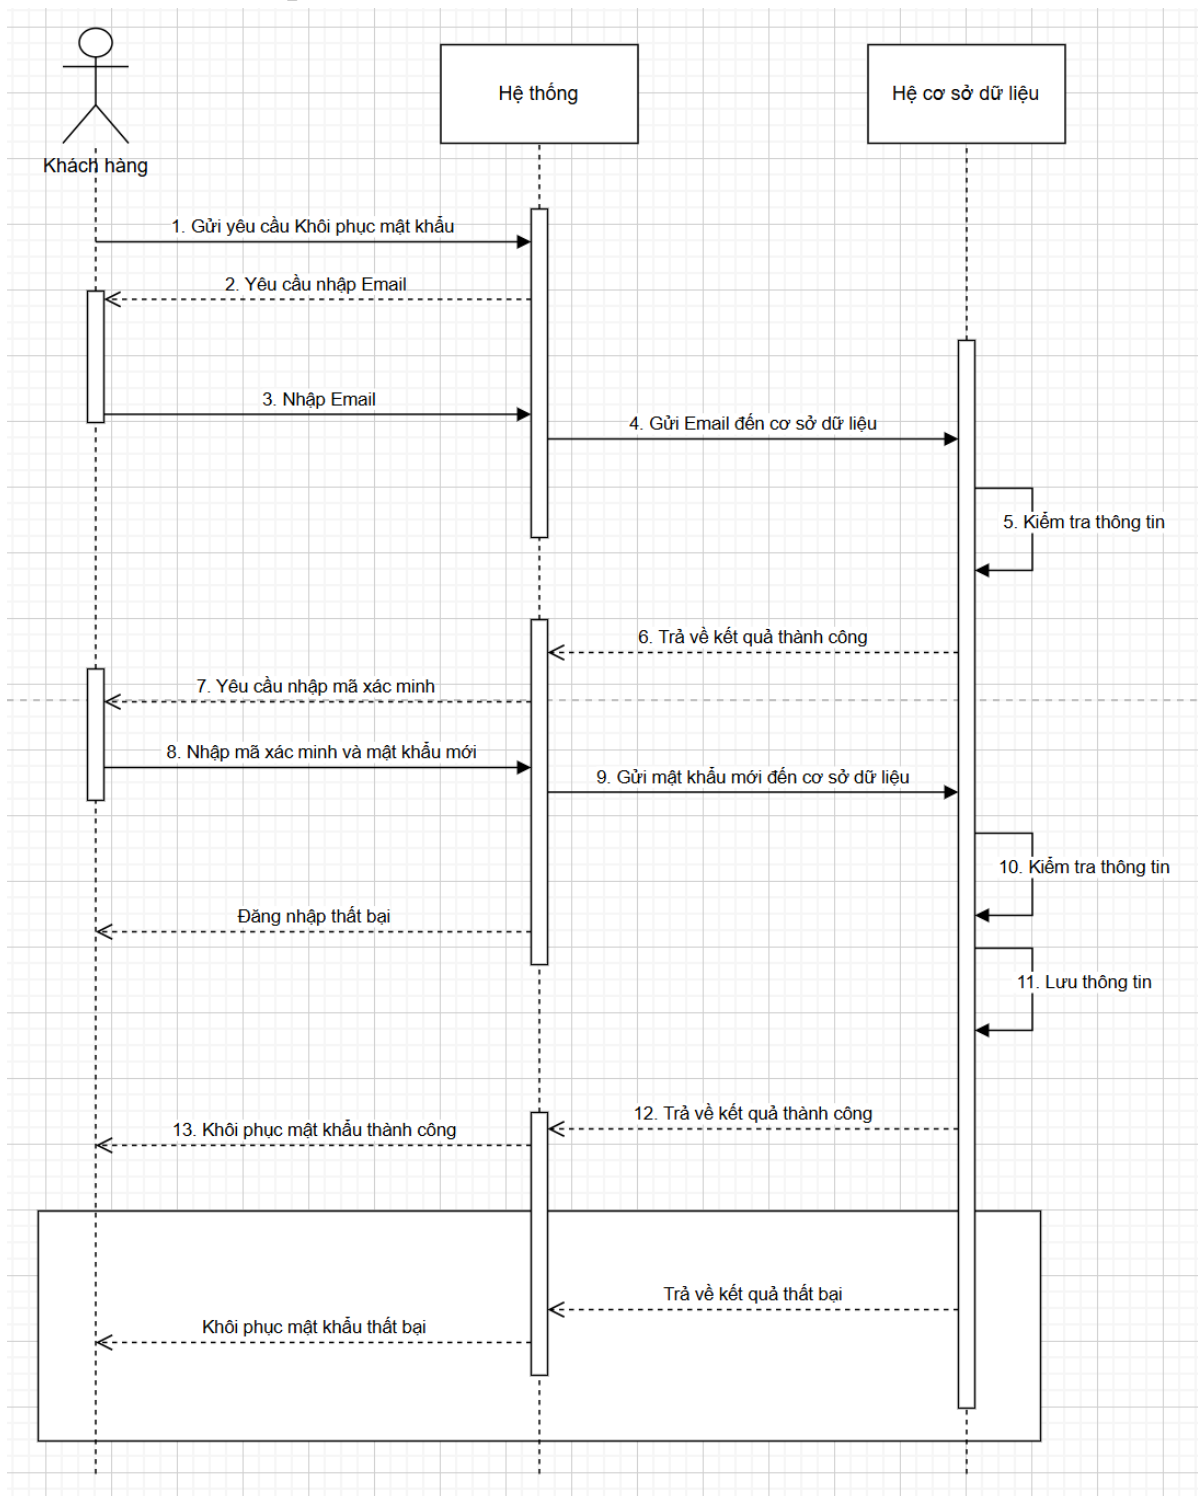 Hệ thống
Hệ cơ sở dữ liệu
Khách hàng
1. Gửi yêu cầu Khôi phục mật khẩu
2. Yêu cầu nhập Email
3. Nhập Email
4. Gửi Email đến cơ sở dữ liệu
5. Kiểm tra thông tin
6. Trả về kết quả thành công
7. Yêu cầu nhập mã xác minh
8. Nhập mã xác minh và mật khẩu mới
9. Gửi mật khẩu mới đến cơ sở dữ liệu
10. Kiểm tra thông tin
Đăng nhập thất bại
11. Lưu thông tin
12. Trả về kết quả thành công
13. Khôi phục mật khẩu thành công
Trả về kết quả thất bại
Khôi phục mật khẩu thất bại